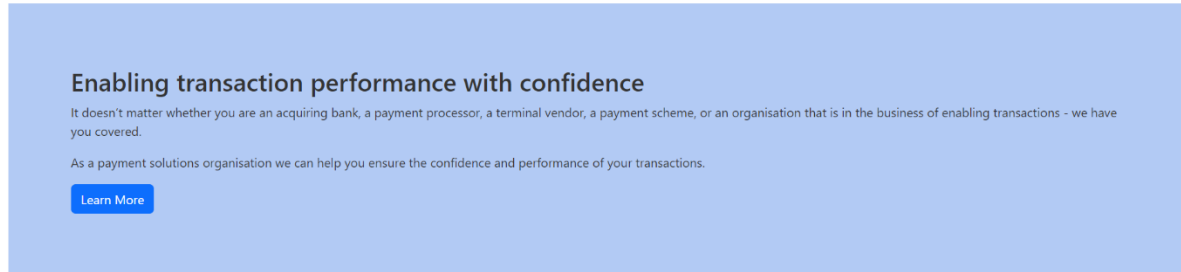 Enabling transaction performance with confidence
It doesn't matter whether you are an acquiring bank, a payment processor, a terminal vendor, a payment scheme, or an organisation that is in the business of enabling transactions - we have
you covered.
As a payment solutions organisation we can help you ensure the confidence and performance of your transactions.
Learn More